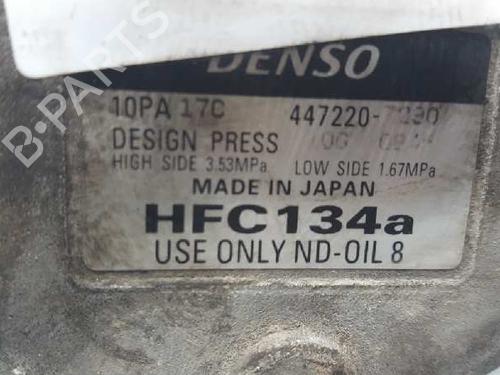 B-PARTS
DENSO
10PA 17C 447220-
DESIGN PRESS
HIGH SIDE 3.53MPa LOW SIDE 1.67MPa
MADE IN JAPAN
HFC134a
USE ONLY ND-OIL 8